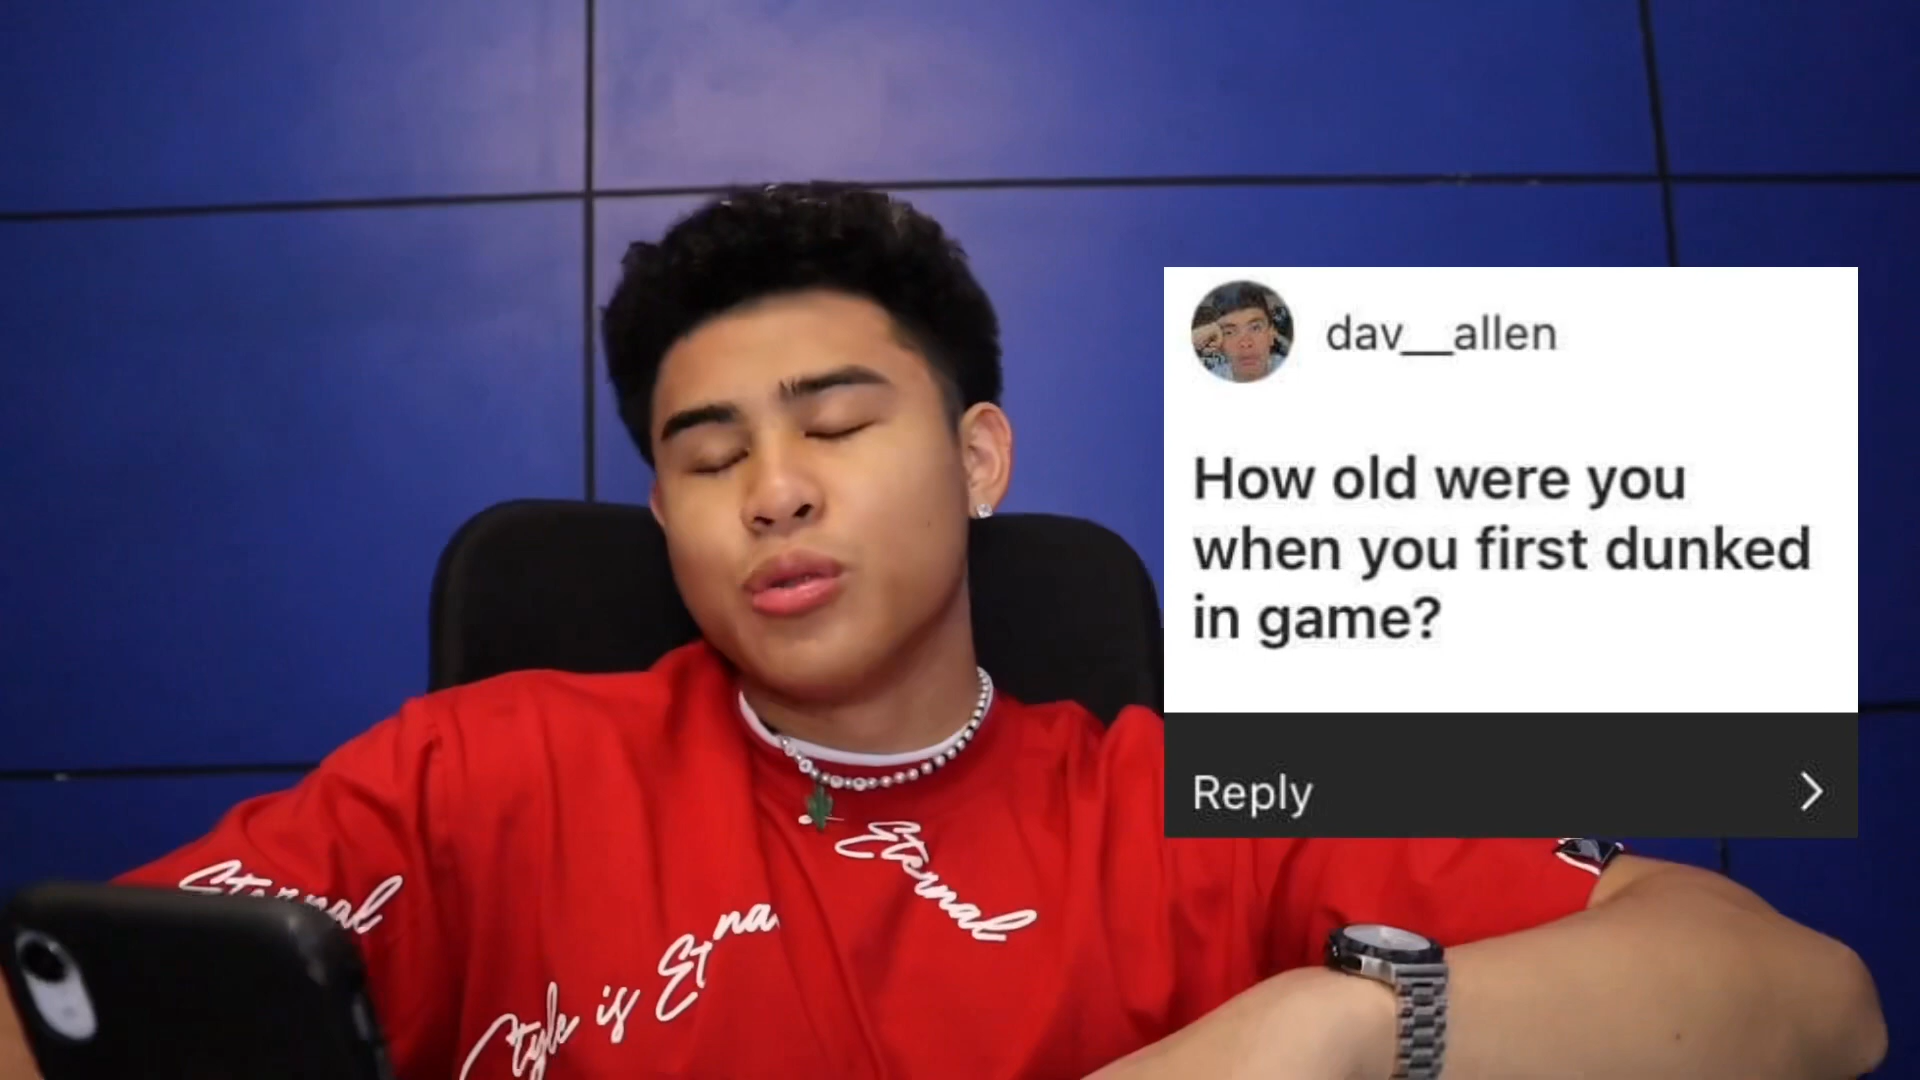 dav__allen
How old were you
when you first dunked
in game?
Reply
Eternal
Eternal
Style is Eternal